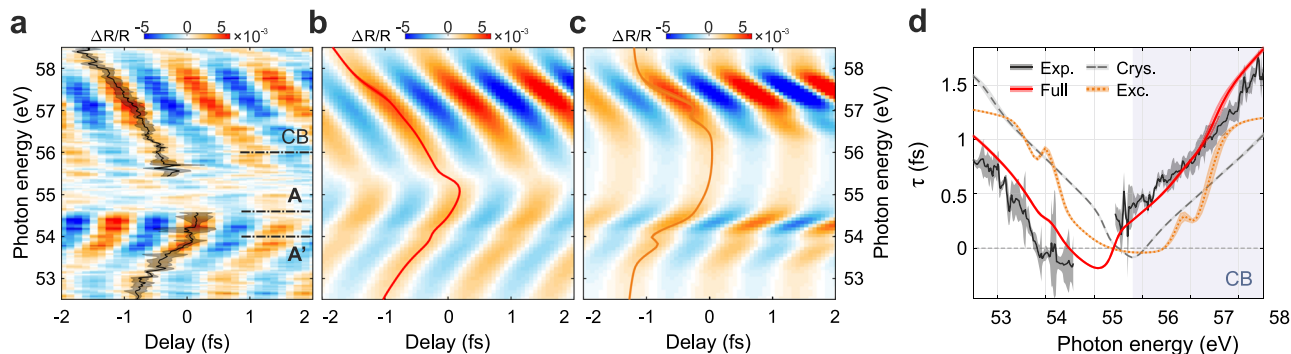 a
ΔR/R
-5 0 5
×10⁻³
Photon energy (eV)
58
57
56
55
54
53
CB
A
A'
-2 -1 0 1 2
Delay (fs)
b
ΔR/R
-5 0 5
×10⁻³
-2 -1 0 1 2
Delay (fs)
c
ΔR/R
-5 0 5
×10⁻³
58
57
56
55
54
53
Photon energy (eV)
-2 -1 0 1 2
Delay (fs)
d
Exp. Crys.
Full Exc.
τ (fs)
1.5
1
0.5
0
CB
53 54 55 56 57 58
Photon energy (eV)